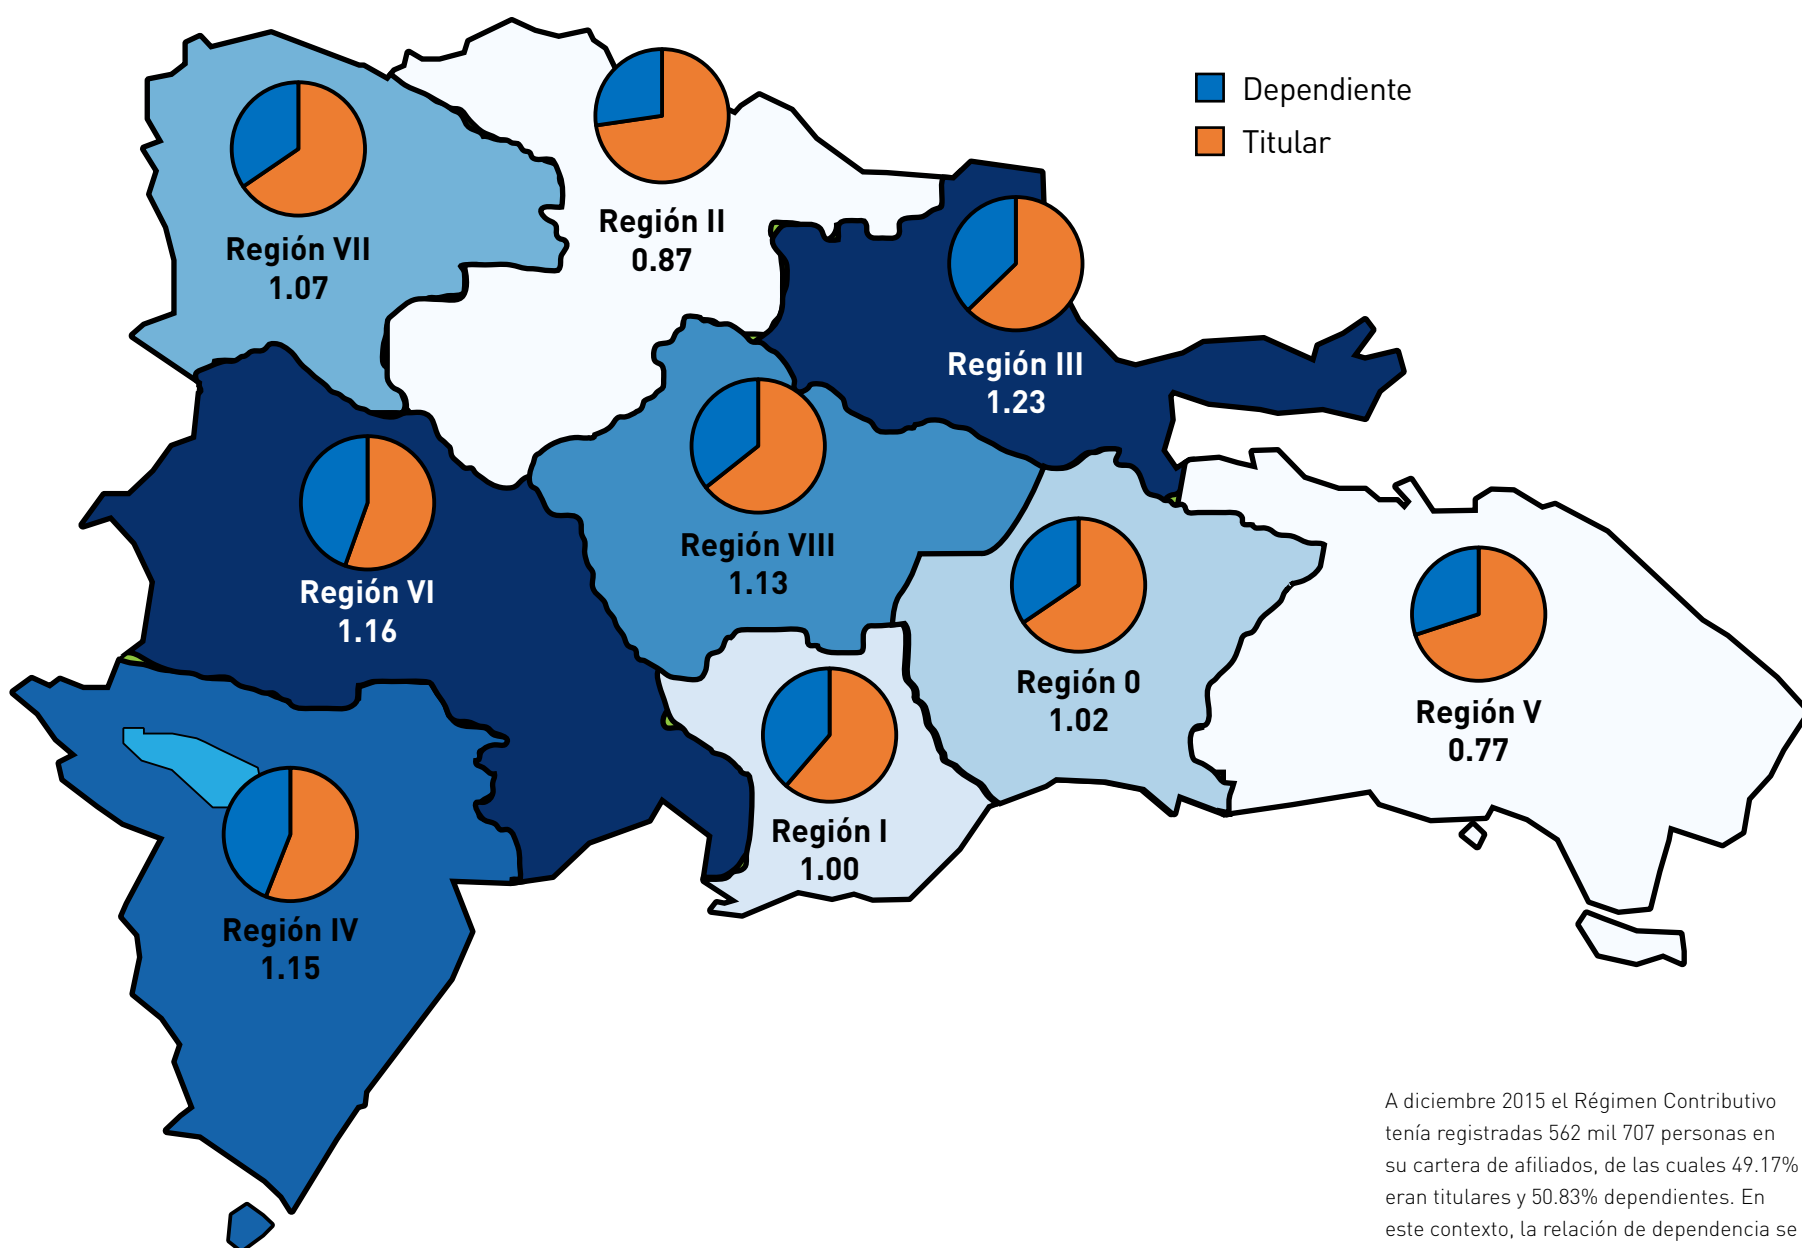 Dependiente
Titular
Región VII
1.07
Región II
0.87
Región III
1.23
Región VI
1.16
Región VIII
1.13
Región 0
1.02
Región V
0.77
Región I
1.00
Región IV
1.15
A diciembre 2015 el Régimen Contributivo
tenía registradas 562 mil 707 personas en
su cartera de afiliados, de las cuales 49.17%
eran titulares y 50.83% dependientes. En
este contexto, la relación de dependencia se